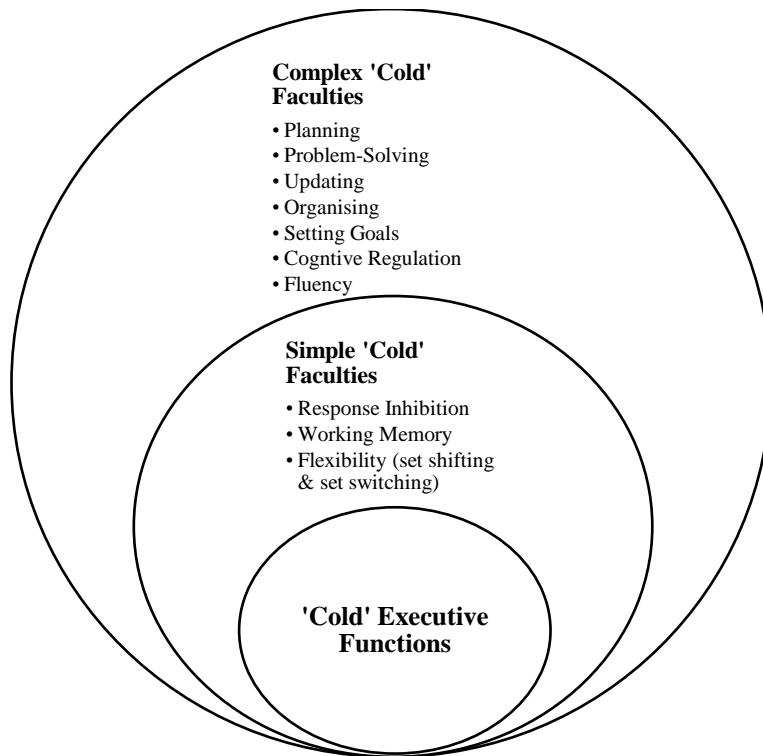 Complex 'Cold'
Faculties
• Planning
• Problem-Solving
• Updating
• Organising
• Setting Goals
• Cogntive Regulation
• Fluency
Simple 'Cold'
Faculties
• Response Inhibition
• Working Memory
• Flexibility (set shifting
& set switching)
'Cold' Executive
Functions